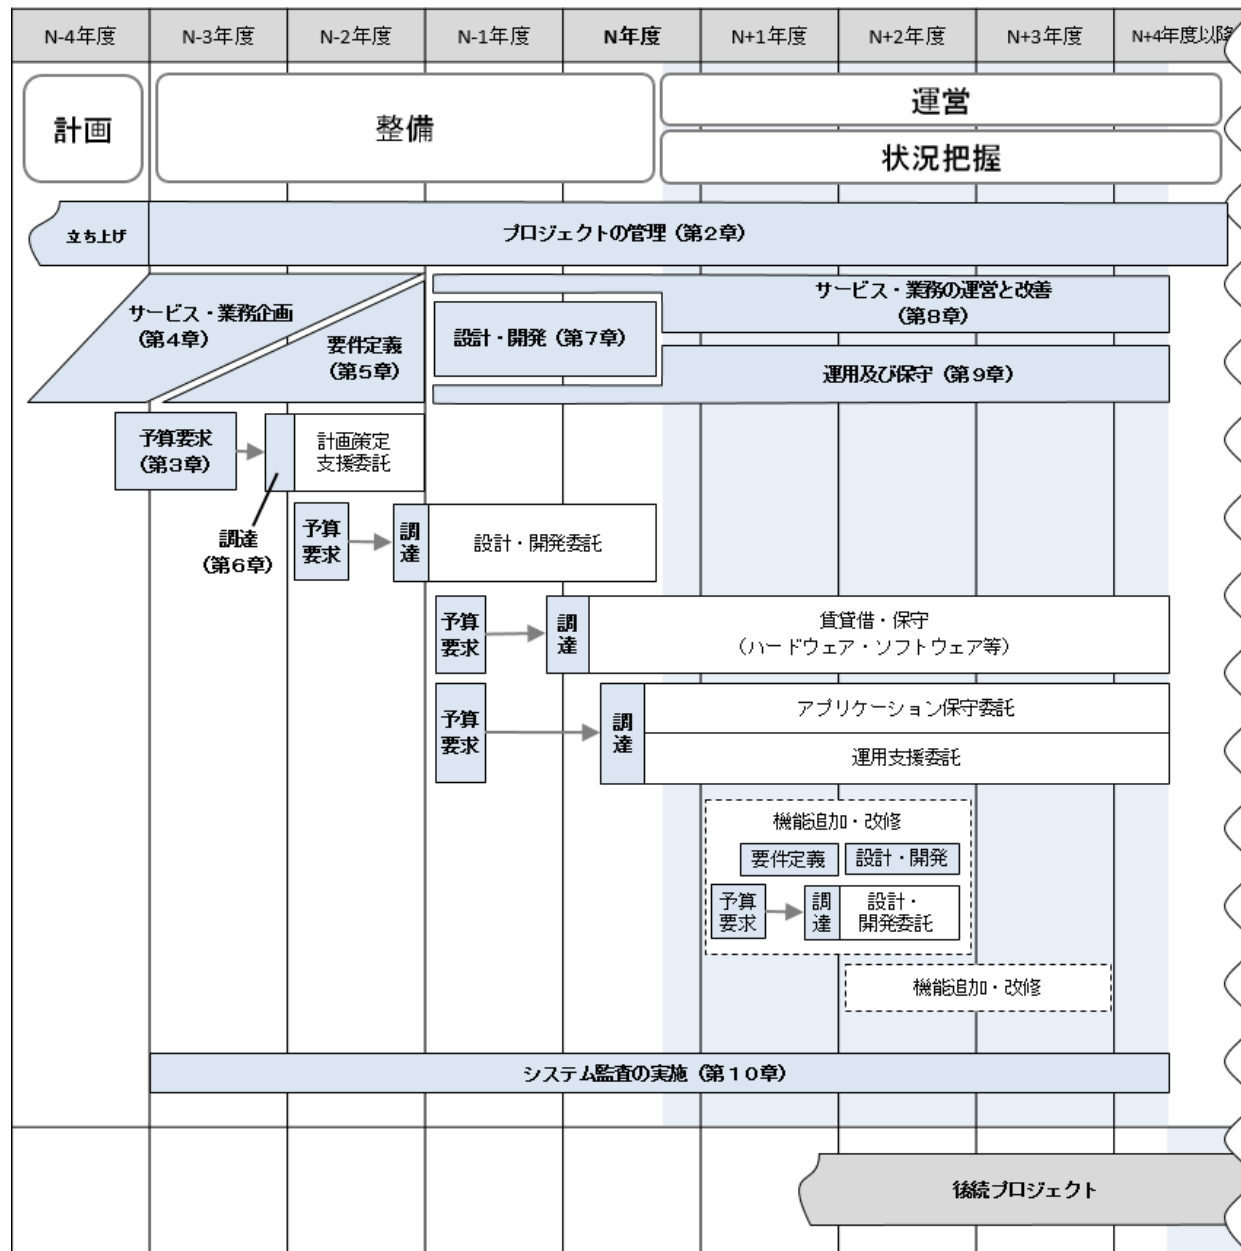 N-4年度
N-3年度
N-2年度
N-1年度
N年度
N+1年度
N+2年度
N+3年度
N+4年度以降
計画
整備
運営
状況把握
立ち上げ
プロジェクトの管理（第2章）
サービス・業務企画
（第4章）
要件定義
（第5章）
設計・開発（第7章）
サービス・業務の運営と改善
（第8章）
運用及び保守（第9章）
予算要求
（第3章）
計画策定
支援委託
調達
（第6章）
予算
要求
調
達
設計・開発委託
予算
要求
調
達
賃貸借・保守
（ハードウェア・ソフトウェア等）
予算
要求
調
達
アプリケーション保守委託
運用支援委託
機能追加・改修
要件定義
設計・開発
予算
要求
調
達
設計・
開発委託
機能追加・改修
システム監査の実施（第10章）
後続プロジェクト